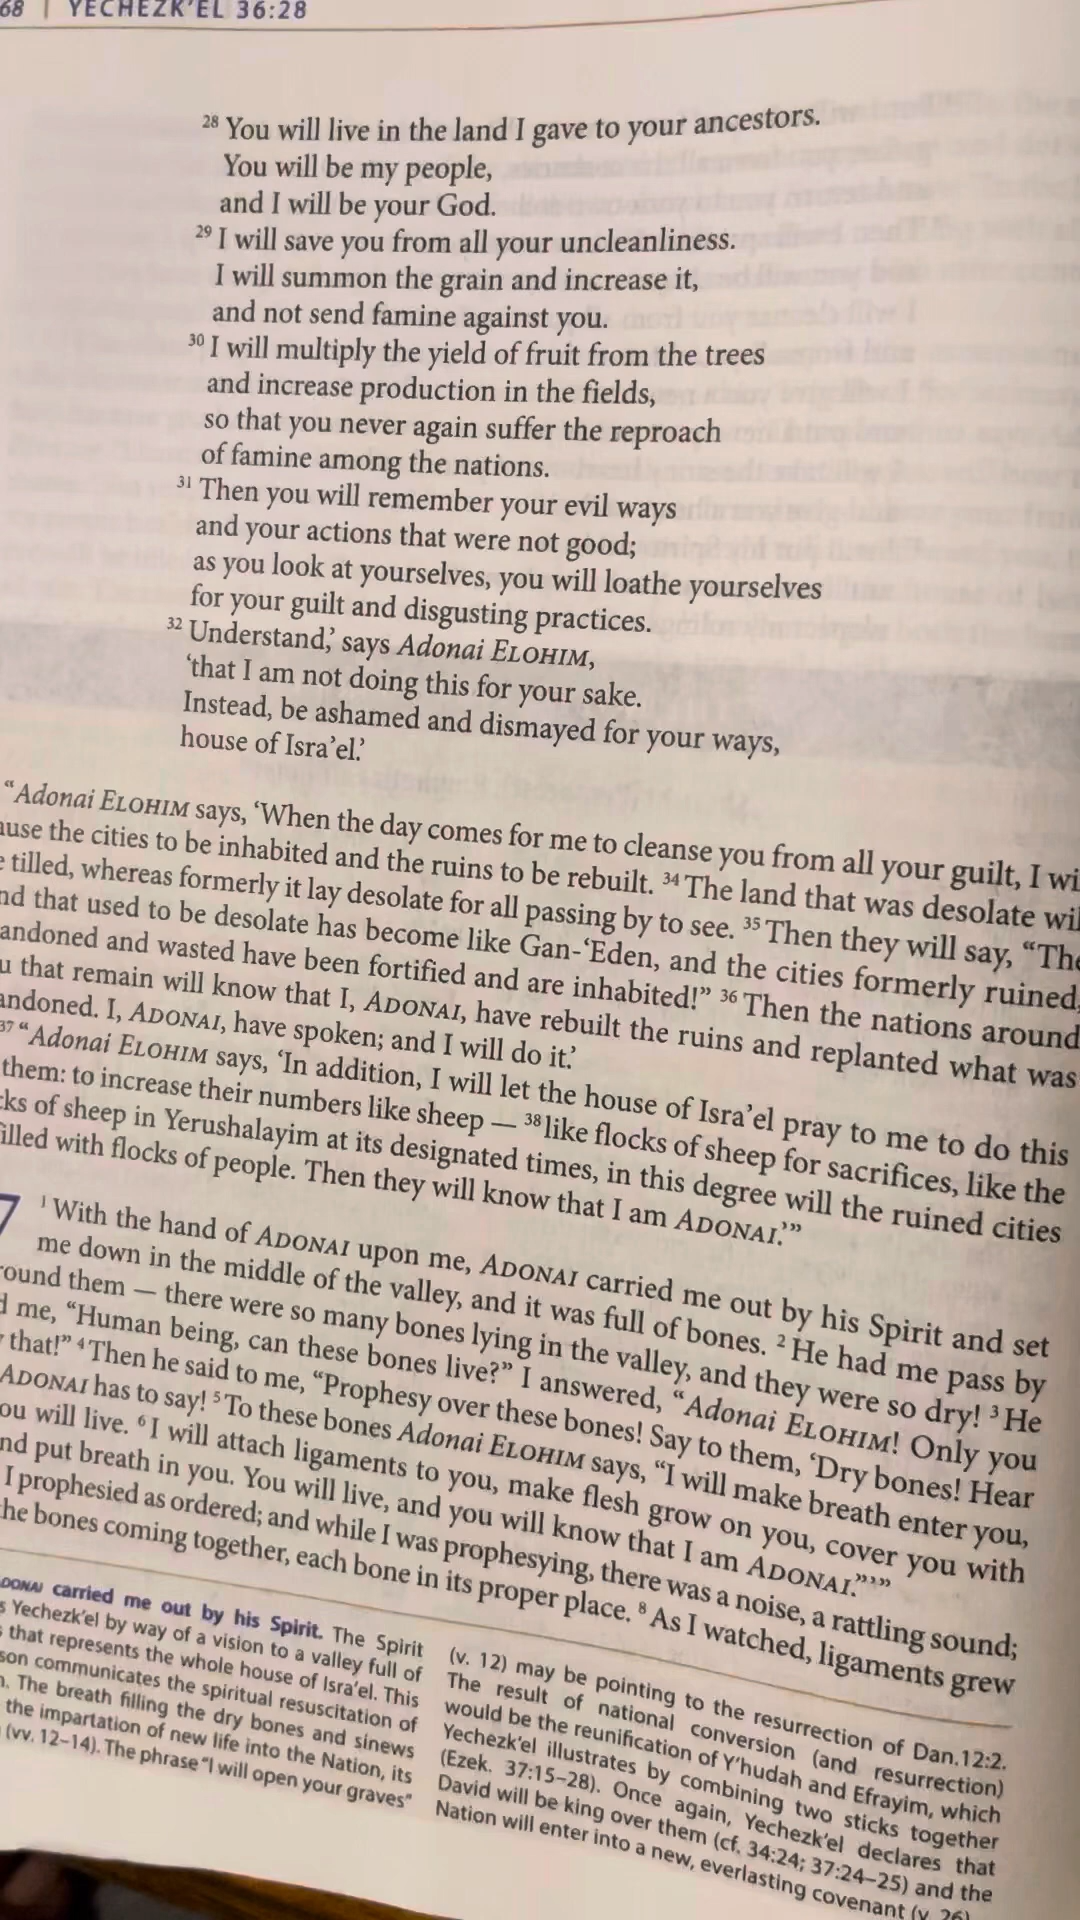 68 | YECHEZK'EL 36:28
28 You will live in the land I gave to your ancestors.
You will be my people,
and I will be your God.
29 I will save you from all your uncleanliness.
I will summon the grain and increase it,
and not send famine against you.
30 I will multiply the yield of fruit from the trees
and increase production in the fields,
so that you never again suffer the reproach
of famine among the nations.
31 Then you will remember your evil ways
and your actions that were not good;
as you look at yourselves, you will loathe yourselves
for your guilt and disgusting practices.
32 Understand,' says Adonai ELOHIM,
'that I am not doing this for your sake.
Instead, be ashamed and dismayed for your ways,
house of Isra'el.'
"Adonai ELOHIM says, 'When the day comes for me to cleanse you from all your guilt, I wi
ause the cities to be inhabited and the ruins to be rebuilt. 34 The land that was desolate wil
e tilled, whereas formerly it lay desolate for all passing by to see. 35 Then they will say, "The
nd that used to be desolate has become like Gan-'Eden, and the cities formerly ruined,
andoned and wasted have been fortified and are inhabited!" 36 Then the nations around
u that remain will know that I, ADONAI, have rebuilt the ruins and replanted what was
andoned. I, ADONAI, have spoken; and I will do it.'
37 "Adonai ELOHIM says, 'In addition, I will let the house of Isra'el pray to me to do this
them: to increase their numbers like sheep — 38 like flocks of sheep for sacrifices, like the
cks of sheep in Yerushalayim at its designated times, in this degree will the ruined cities
filled with flocks of people. Then they will know that I am ADONAI.'"
7 1 With the hand of ADONAI upon me, ADONAI carried me out by his Spirit and set
me down in the middle of the valley, and it was full of bones. 2 He had me pass by
round them — there were so many bones lying in the valley, and they were so dry! 3 He
d me, "Human being, can these bones live?" I answered, "Adonai ELOHIM! Only you
that!" 4 Then he said to me, "Prophesy over these bones! Say to them, 'Dry bones! Hear
ADONAI has to say! 5 To these bones Adonai ELOHIM says, "I will make breath enter you,
ou will live. 6 I will attach ligaments to you, make flesh grow on you, cover you with
nd put breath in you. You will live, and you will know that I am ADONAI."'"
I prophesied as ordered; and while I was prophesying, there was a noise, a rattling sound;
he bones coming together, each bone in its proper place. 8 As I watched, ligaments grew
DONAI carried me out by his Spirit. The Spirit
s Yechezk'el by way of a vision to a valley full of
that represents the whole house of Isra'el. This
son communicates the spiritual resuscitation of
n. The breath filling the dry bones and sinews
the impartation of new life into the Nation, its
(vv. 12–14). The phrase "I will open your graves"
(v. 12) may be pointing to the resurrection of Dan.12:2.
The result of national conversion (and resurrection)
would be the reunification of Y'hudah and Efrayim, which
Yechezk'el illustrates by combining two sticks together
(Ezek. 37:15–28). Once again, Yechezk'el declares that
David will be king over them (cf. 34:24; 37:24–25) and the
Nation will enter into a new, everlasting covenant (v. 26)